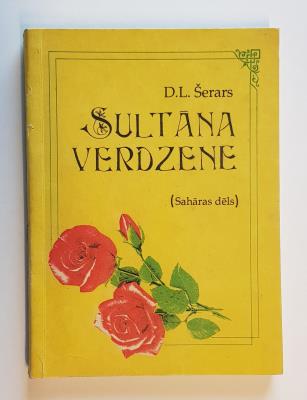 D.L. Šerars
SULTĀNA
VERDZENE
(Sahāras dēls)